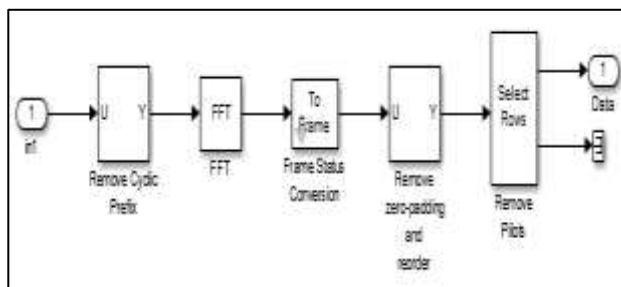 1
In1
U Y
Remove Cyclic
Prefix
FFT
FFT
To
Frame
Frame Status
Conversion
U Y
Remove
zero-padding
and
reorder
Select
Rows
Remove
Pilots
1
Data